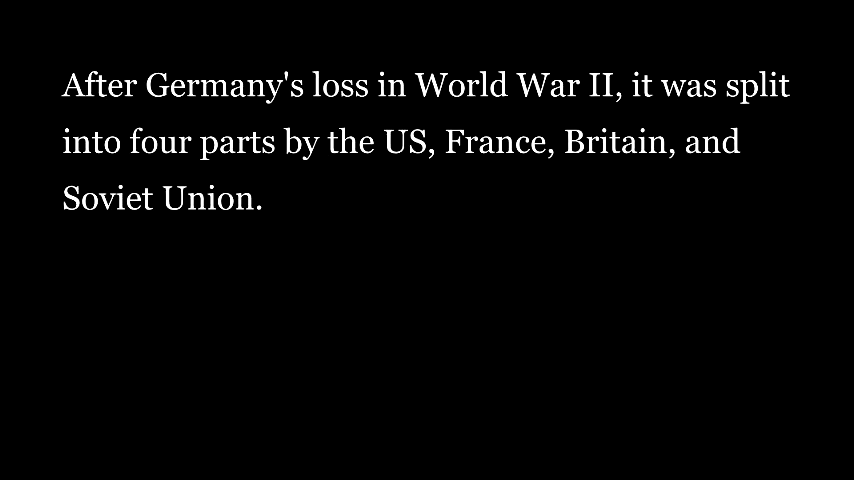 After Germany's loss in World War II, it was split
into four parts by the US, France, Britain, and
Soviet Union.